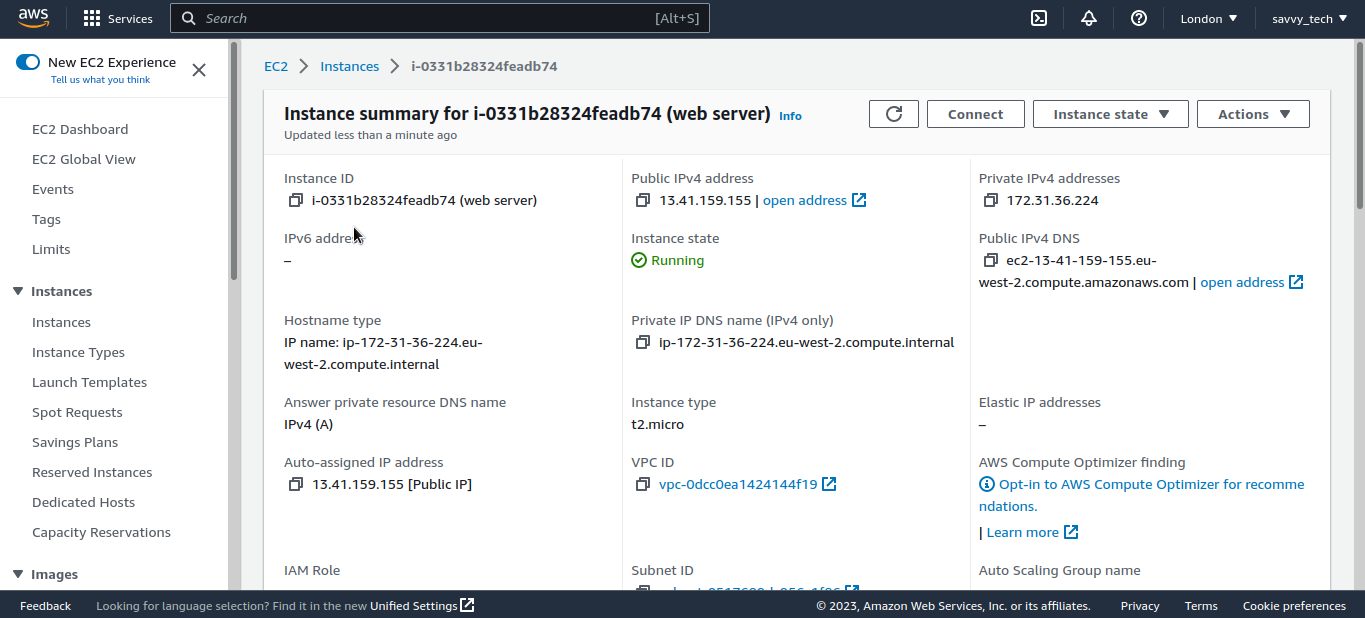 aws
Services
Search
[Alt+S]
London
savvy_tech
New EC2 Experience
Tell us what you think
EC2 Dashboard
EC2 Global View
Events
Tags
Limits
Instances
Instances
Instance Types
Launch Templates
Spot Requests
Savings Plans
Reserved Instances
Dedicated Hosts
Capacity Reservations
Images
EC2 > Instances > i-0331b28324feadb74
Instance summary for i-0331b28324feadb74 (web server) Info
Updated less than a minute ago
Connect
Instance state
Actions
Instance ID
i-0331b28324feadb74 (web server)
Public IPv4 address
13.41.159.155 | open address
Private IPv4 addresses
172.31.36.224
IPv6 address
–
Instance state
Running
Public IPv4 DNS
ec2-13-41-159-155.eu-
west-2.compute.amazonaws.com | open address
Hostname type
IP name: ip-172-31-36-224.eu-
west-2.compute.internal
Private IP DNS name (IPv4 only)
ip-172-31-36-224.eu-west-2.compute.internal
Answer private resource DNS name
IPv4 (A)
Instance type
t2.micro
Elastic IP addresses
–
Auto-assigned IP address
13.41.159.155 [Public IP]
VPC ID
vpc-0dcc0ea1424144f19
AWS Compute Optimizer finding
Opt-in to AWS Compute Optimizer for recomme
ndations.
| Learn more
IAM Role
Subnet ID
Auto Scaling Group name
Feedback
Looking for language selection? Find it in the new Unified Settings
© 2023, Amazon Web Services, Inc. or its affiliates.
Privacy
Terms
Cookie preferences